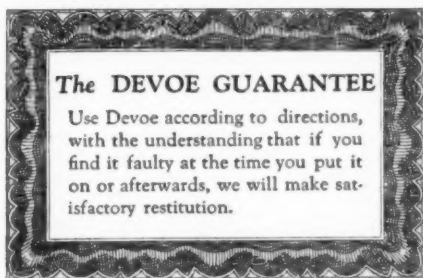 The DEVOE GUARANTEE
Use Devoe according to directions,
with the understanding that if you
find it faulty at the time you put it
on or afterwards, we will make sat-
isfactory restitution.